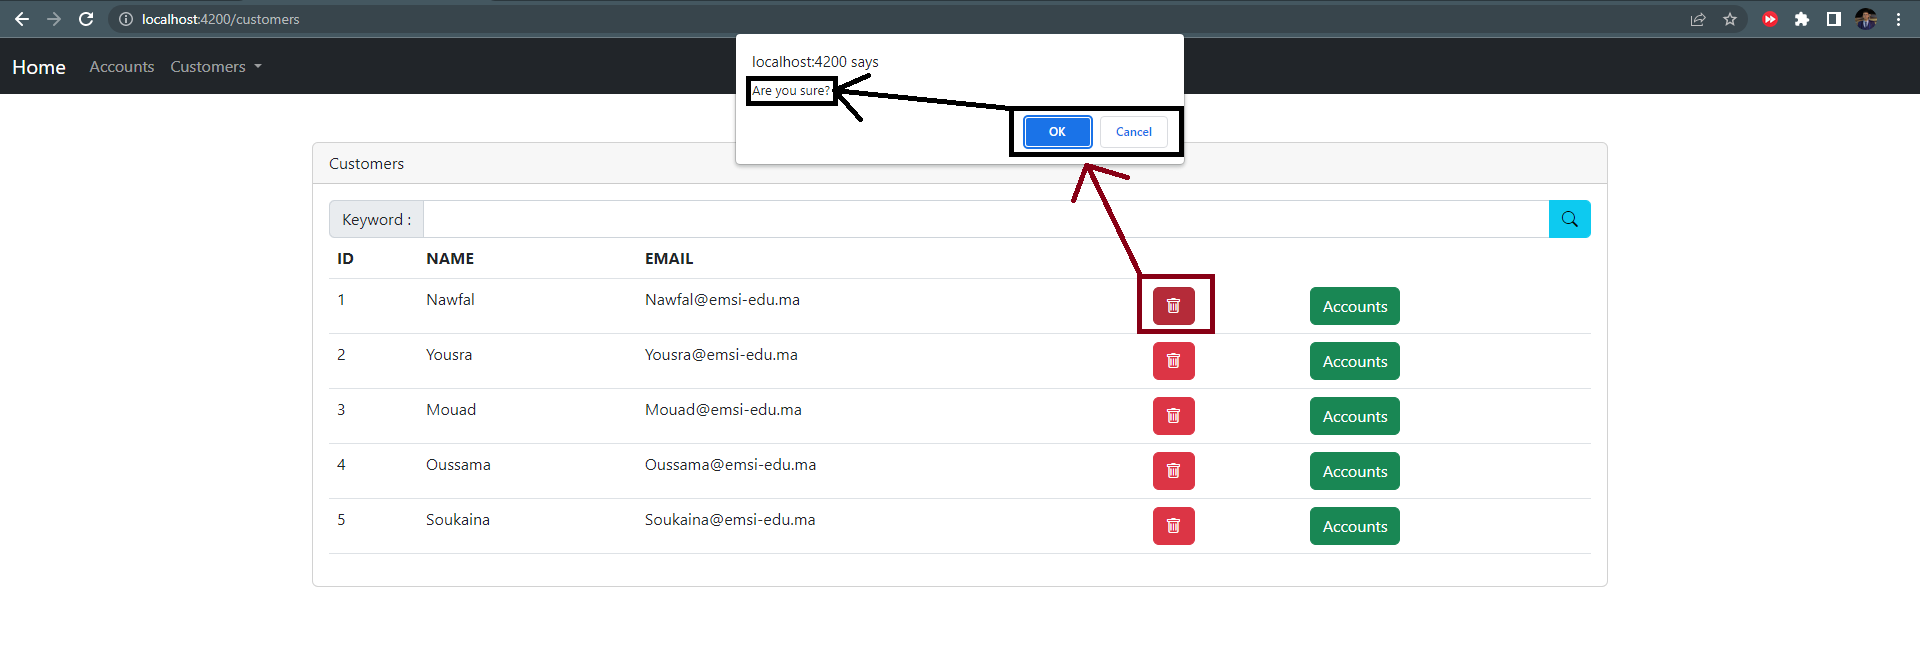 localhost:4200/customers
Home Accounts Customers
localhost:4200 says
Are you sure?
OK Cancel
Customers
Keyword :
ID NAME EMAIL
1 Nawfal Nawfal@emsi-edu.ma Accounts
2 Yousra Yousra@emsi-edu.ma Accounts
3 Mouad Mouad@emsi-edu.ma Accounts
4 Oussama Oussama@emsi-edu.ma Accounts
5 Soukaina Soukaina@emsi-edu.ma Accounts